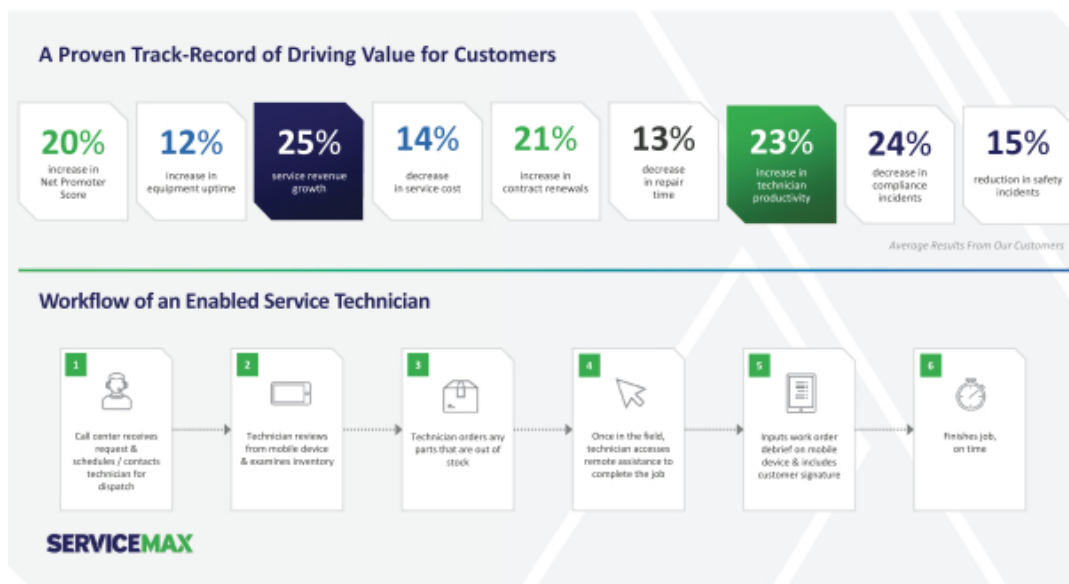 A Proven Track-Record of Driving Value for Customers
20%
increase in
Net Promoter
Score
12%
increase in
equipment uptime
25%
service revenue
growth
14%
decrease
in service cost
21%
increase in
contract renewals
13%
decrease
in repair
time
23%
increase in
technician
productivity
24%
decrease in
compliance
incidents
15%
reduction in safety
incidents
Average Results From Our Customers
Workflow of an Enabled Service Technician
1
Call center receives
request &
schedules / contacts
technician for
dispatch
2
Technician reviews
from mobile device
& examines inventory
3
Technician orders any
parts that are out of
stock
4
Once in the field,
technician accesses
remote assistance to
complete the job
5
Inputs work order
debrief on mobile
device & includes
customer signature
6
Finishes job,
on time
SERVICEMAX